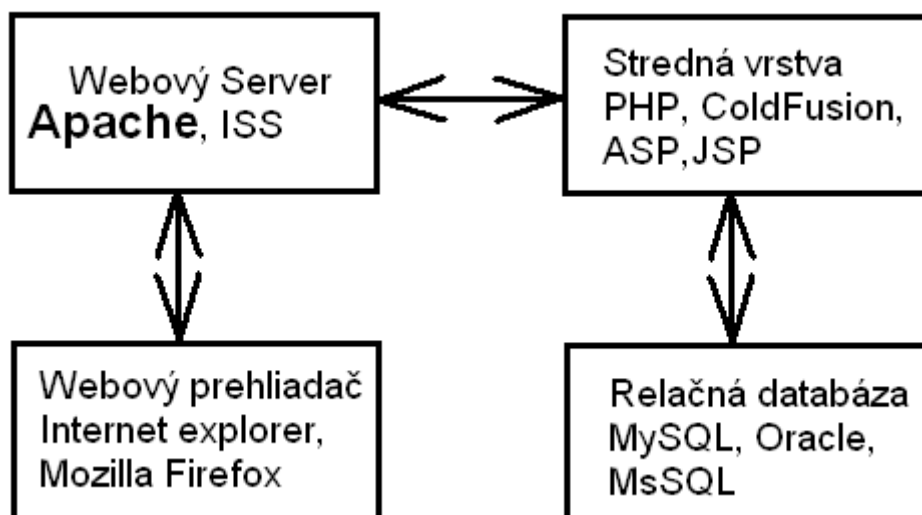 Webový Server
Apache, ISS
Stredná vrstva
PHP, ColdFusion,
ASP,JSP
Webový prehliadač
Internet explorer,
Mozilla Firefox
Relačná databáza
MySQL, Oracle,
MsSQL